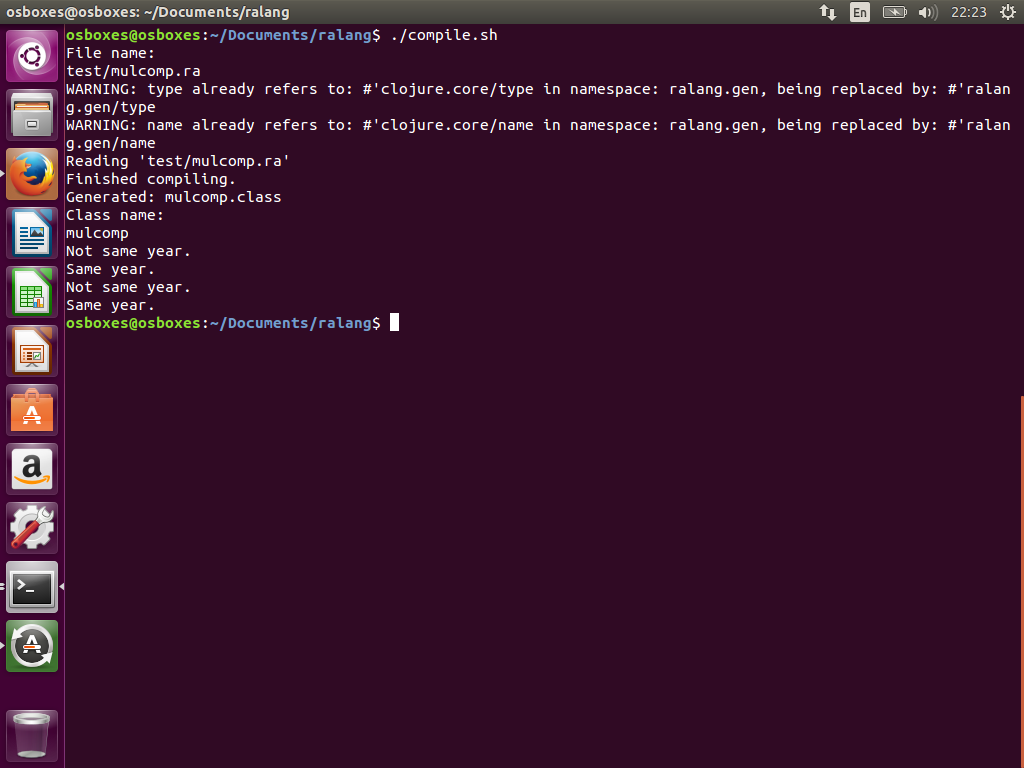 osboxes@osboxes: ~/Documents/ralang
En
22:23
osboxes@osboxes:~/Documents/ralang$ ./compile.sh
File name:
test/mulcomp.ra
WARNING: type already refers to: #'clojure.core/type in namespace: ralang.gen, being replaced by: #'ralan
g.gen/type
WARNING: name already refers to: #'clojure.core/name in namespace: ralang.gen, being replaced by: #'ralan
g.gen/name
Reading 'test/mulcomp.ra'
Finished compiling.
Generated: mulcomp.class
Class name:
mulcomp
Not same year.
Same year.
Not same year.
Same year.
osboxes@osboxes:~/Documents/ralang$